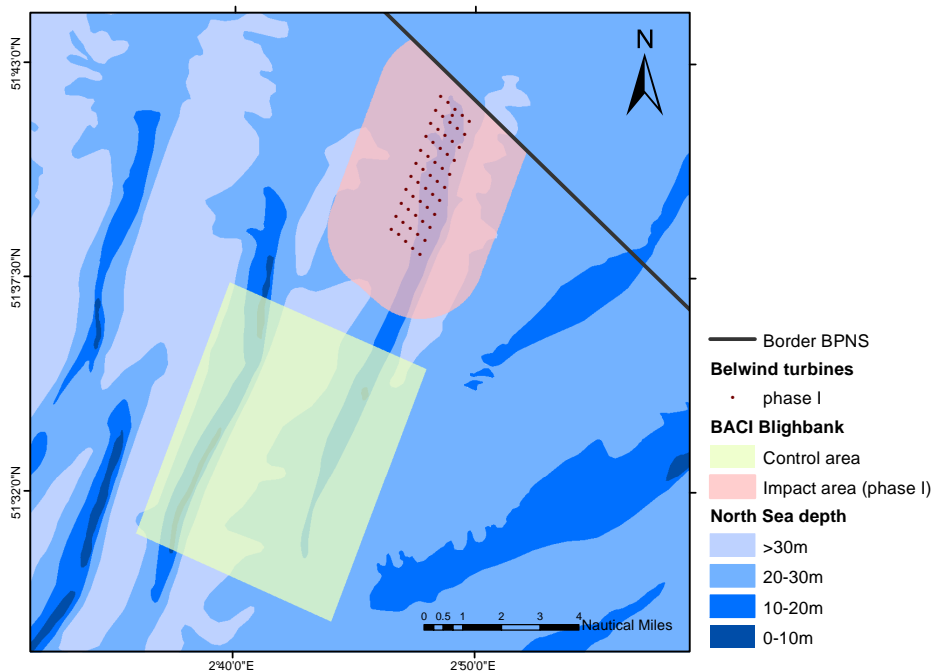 N
51°43'0"N
51°37'30"N
51°32'0"N
0 0.5 1 2 3 4
Nautical Miles
2°40'0"E
2°50'0"E
Border BPNS
Belwind turbines
phase I
BACI Blighbank
Control area
Impact area (phase I)
North Sea depth
>30m
20-30m
10-20m
0-10m